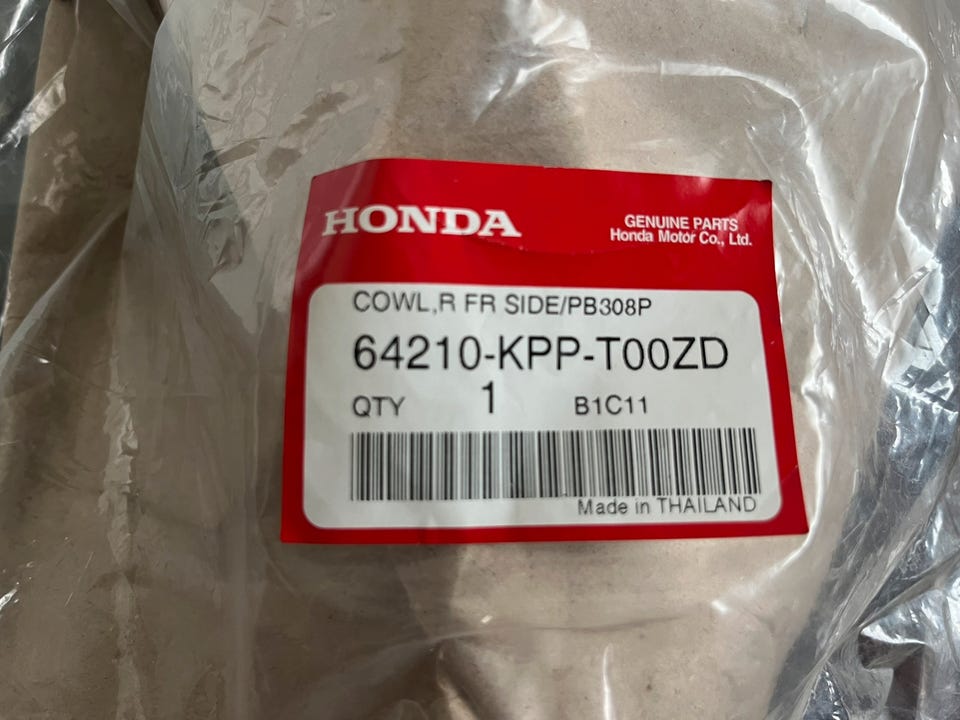 HONDA
GENUINE PARTS
Honda Motor Co., Ltd.
COWL,R FR SIDE/PB308P
64210-KPP-T00ZD
QTY 1 B1C11
Made in THAILAND